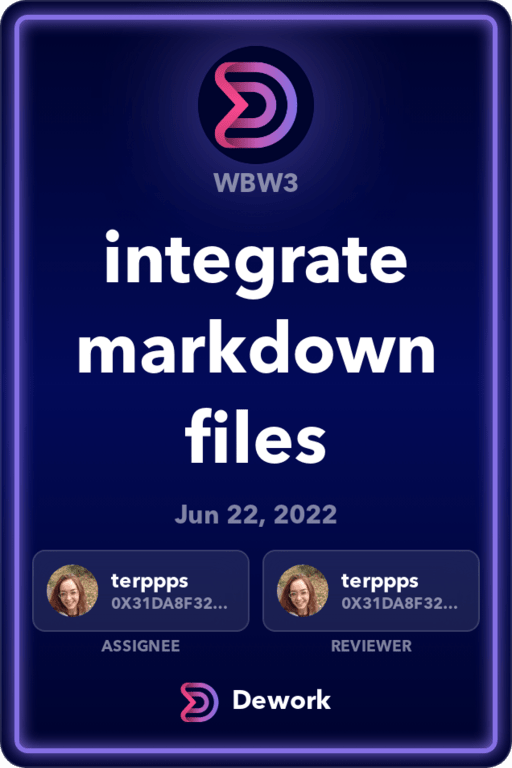 WBW3
integrate
markdown
files
Jun 22, 2022
terppps
0X31DA8F32...
terppps
0X31DA8F32...
ASSIGNEE
REVIEWER
Dework